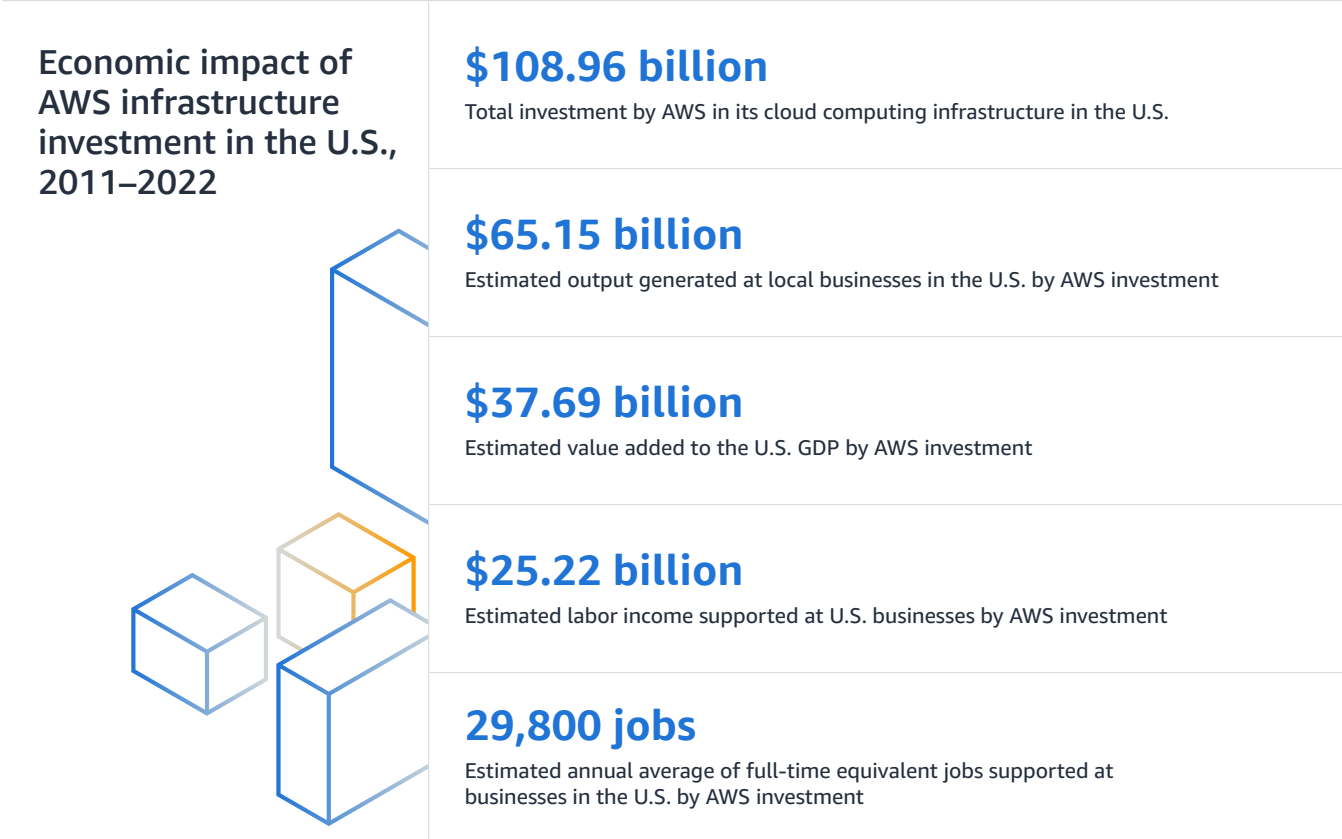 Economic impact of
AWS infrastructure
investment in the U.S.,
2011–2022
$108.96 billion
Total investment by AWS in its cloud computing infrastructure in the U.S.
$65.15 billion
Estimated output generated at local businesses in the U.S. by AWS investment
$37.69 billion
Estimated value added to the U.S. GDP by AWS investment
$25.22 billion
Estimated labor income supported at U.S. businesses by AWS investment
29,800 jobs
Estimated annual average of full-time equivalent jobs supported at
businesses in the U.S. by AWS investment